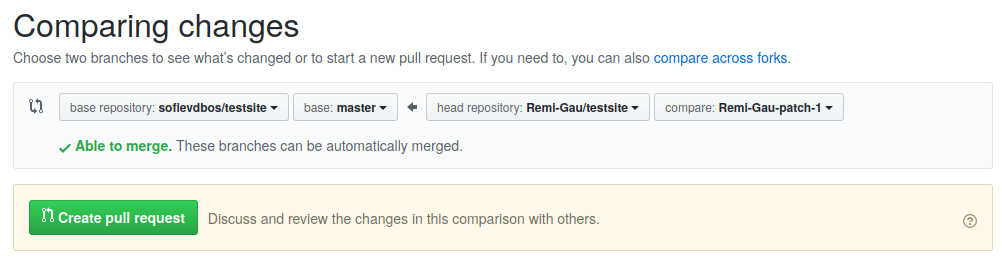 Comparing changes
Choose two branches to see what's changed or to start a new pull request. If you need to, you can also compare across forks.
base repository: sofievdbos/testsite base: master head repository: Remi-Gau/testsite compare: Remi-Gau-patch-1
Able to merge. These branches can be automatically merged.
Create pull request Discuss and review the changes in this comparison with others. ?